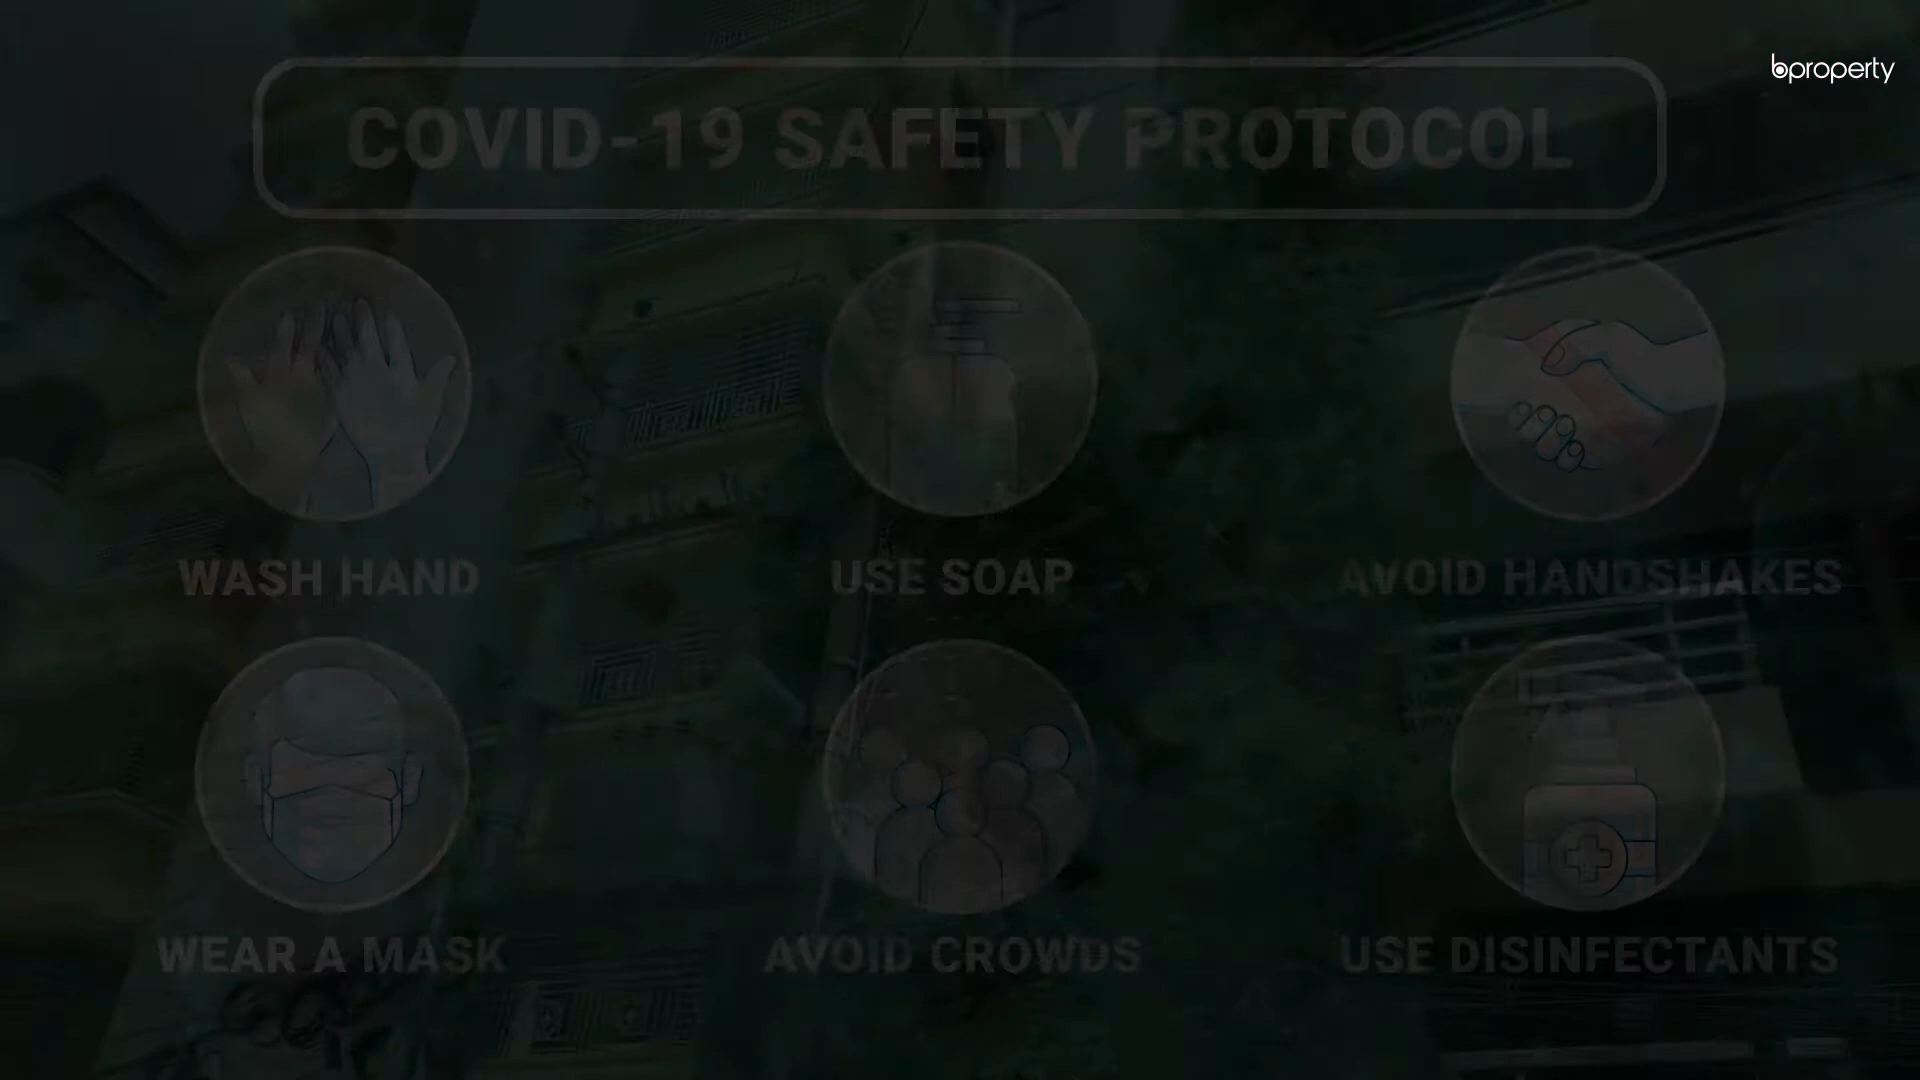 bproperty
COVID-19 SAFETY PROTOCOL
WASH HAND
USE SOAP
AVOID HANDSHAKES
WEAR A MASK
AVOID CROWDS
USE DISINFECTANTS